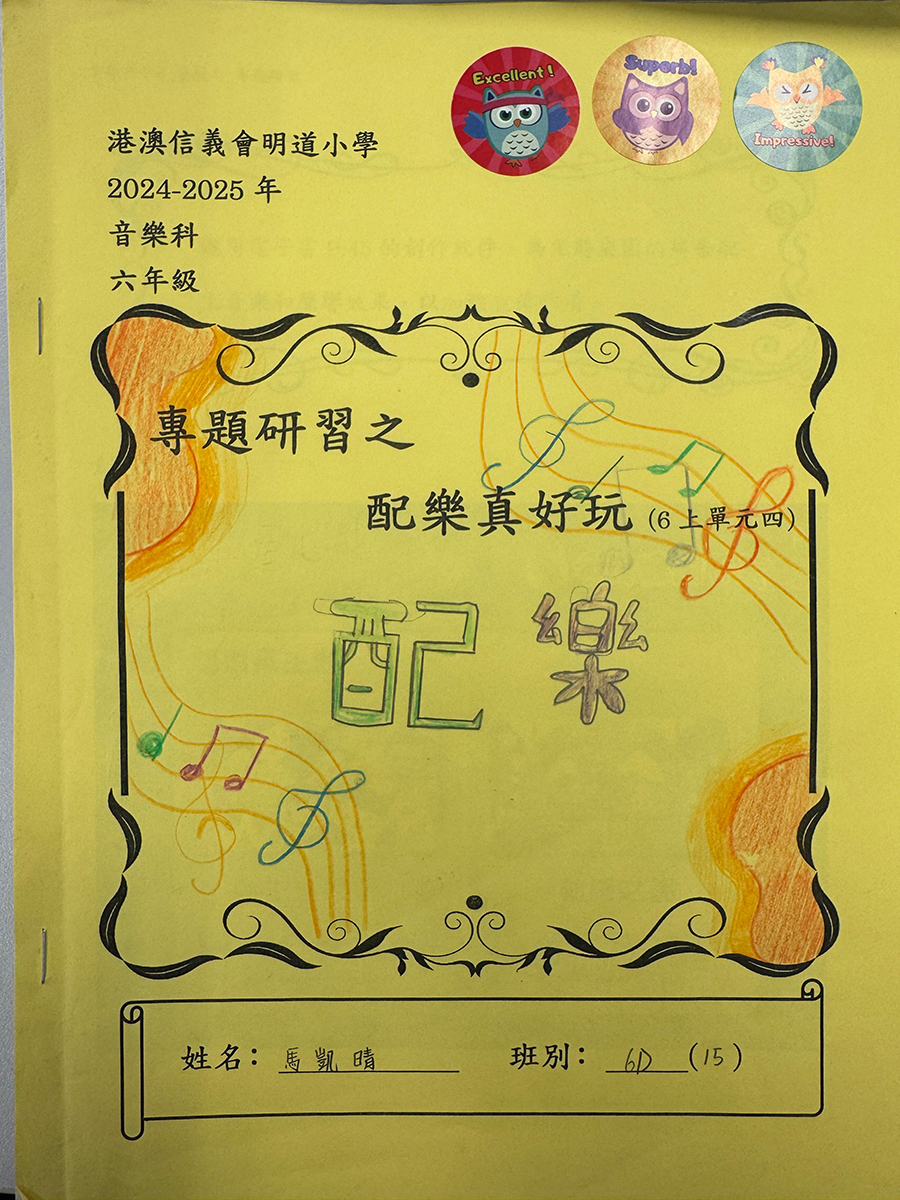 Excellent!
Superb!
Impressive!
港澳信義會明道小學
2024-2025 年
音樂科
六年級
專題研習之
配樂真好玩 (6 上單元四)
配樂
姓名：馬凱晴 班別：6D (15)